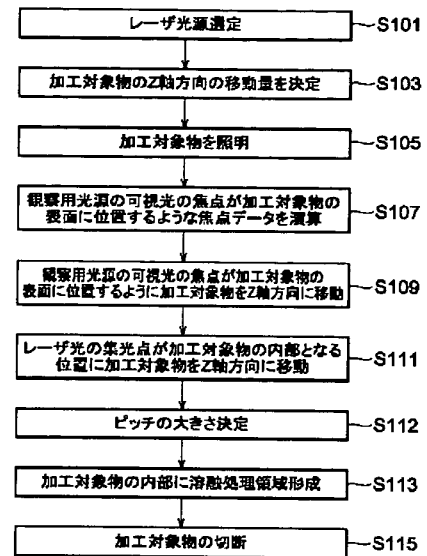 レーザ光源選定
S101
加工対象物のZ軸方向の移動量を決定
S103
加工対象物を照明
S105
観察用光源の可視光の焦点が加工対象物の
表面に位置するような焦点データを演算
S107
観察用光源の可視光の焦点が加工対象物の
表面に位置するように加工対象物をZ軸方向に移動
S109
レーザ光の集光点が加工対象物の内部となる
位置に加工対象物をZ軸方向に移動
S111
ピッチの大きさ決定
S112
加工対象物の内部に溶融処理領域形成
S113
加工対象物の切断
S115